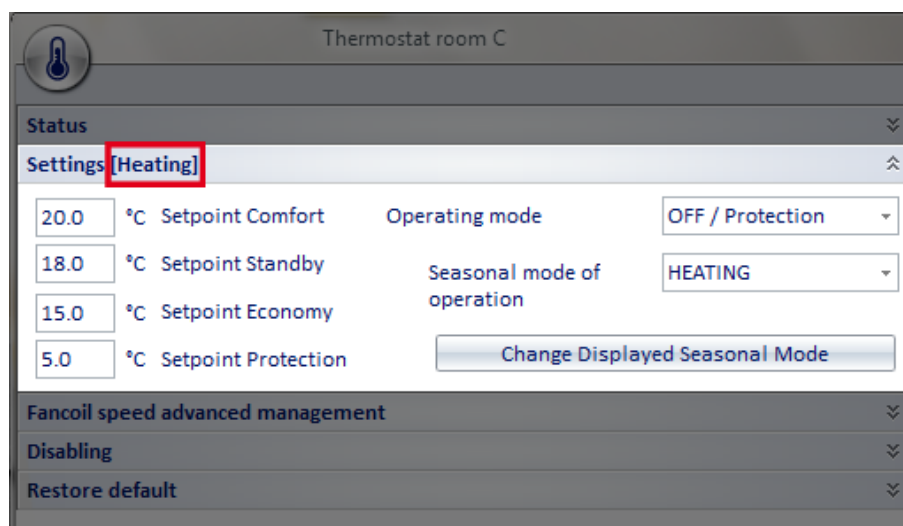 Thermostat room C
Status
Settings [Heating]
20.0 °C Setpoint Comfort Operating mode OFF / Protection
18.0 °C Setpoint Standby Seasonal mode of operation HEATING
15.0 °C Setpoint Economy
5.0 °C Setpoint Protection Change Displayed Seasonal Mode
Fancoil speed advanced management
Disabling
Restore default